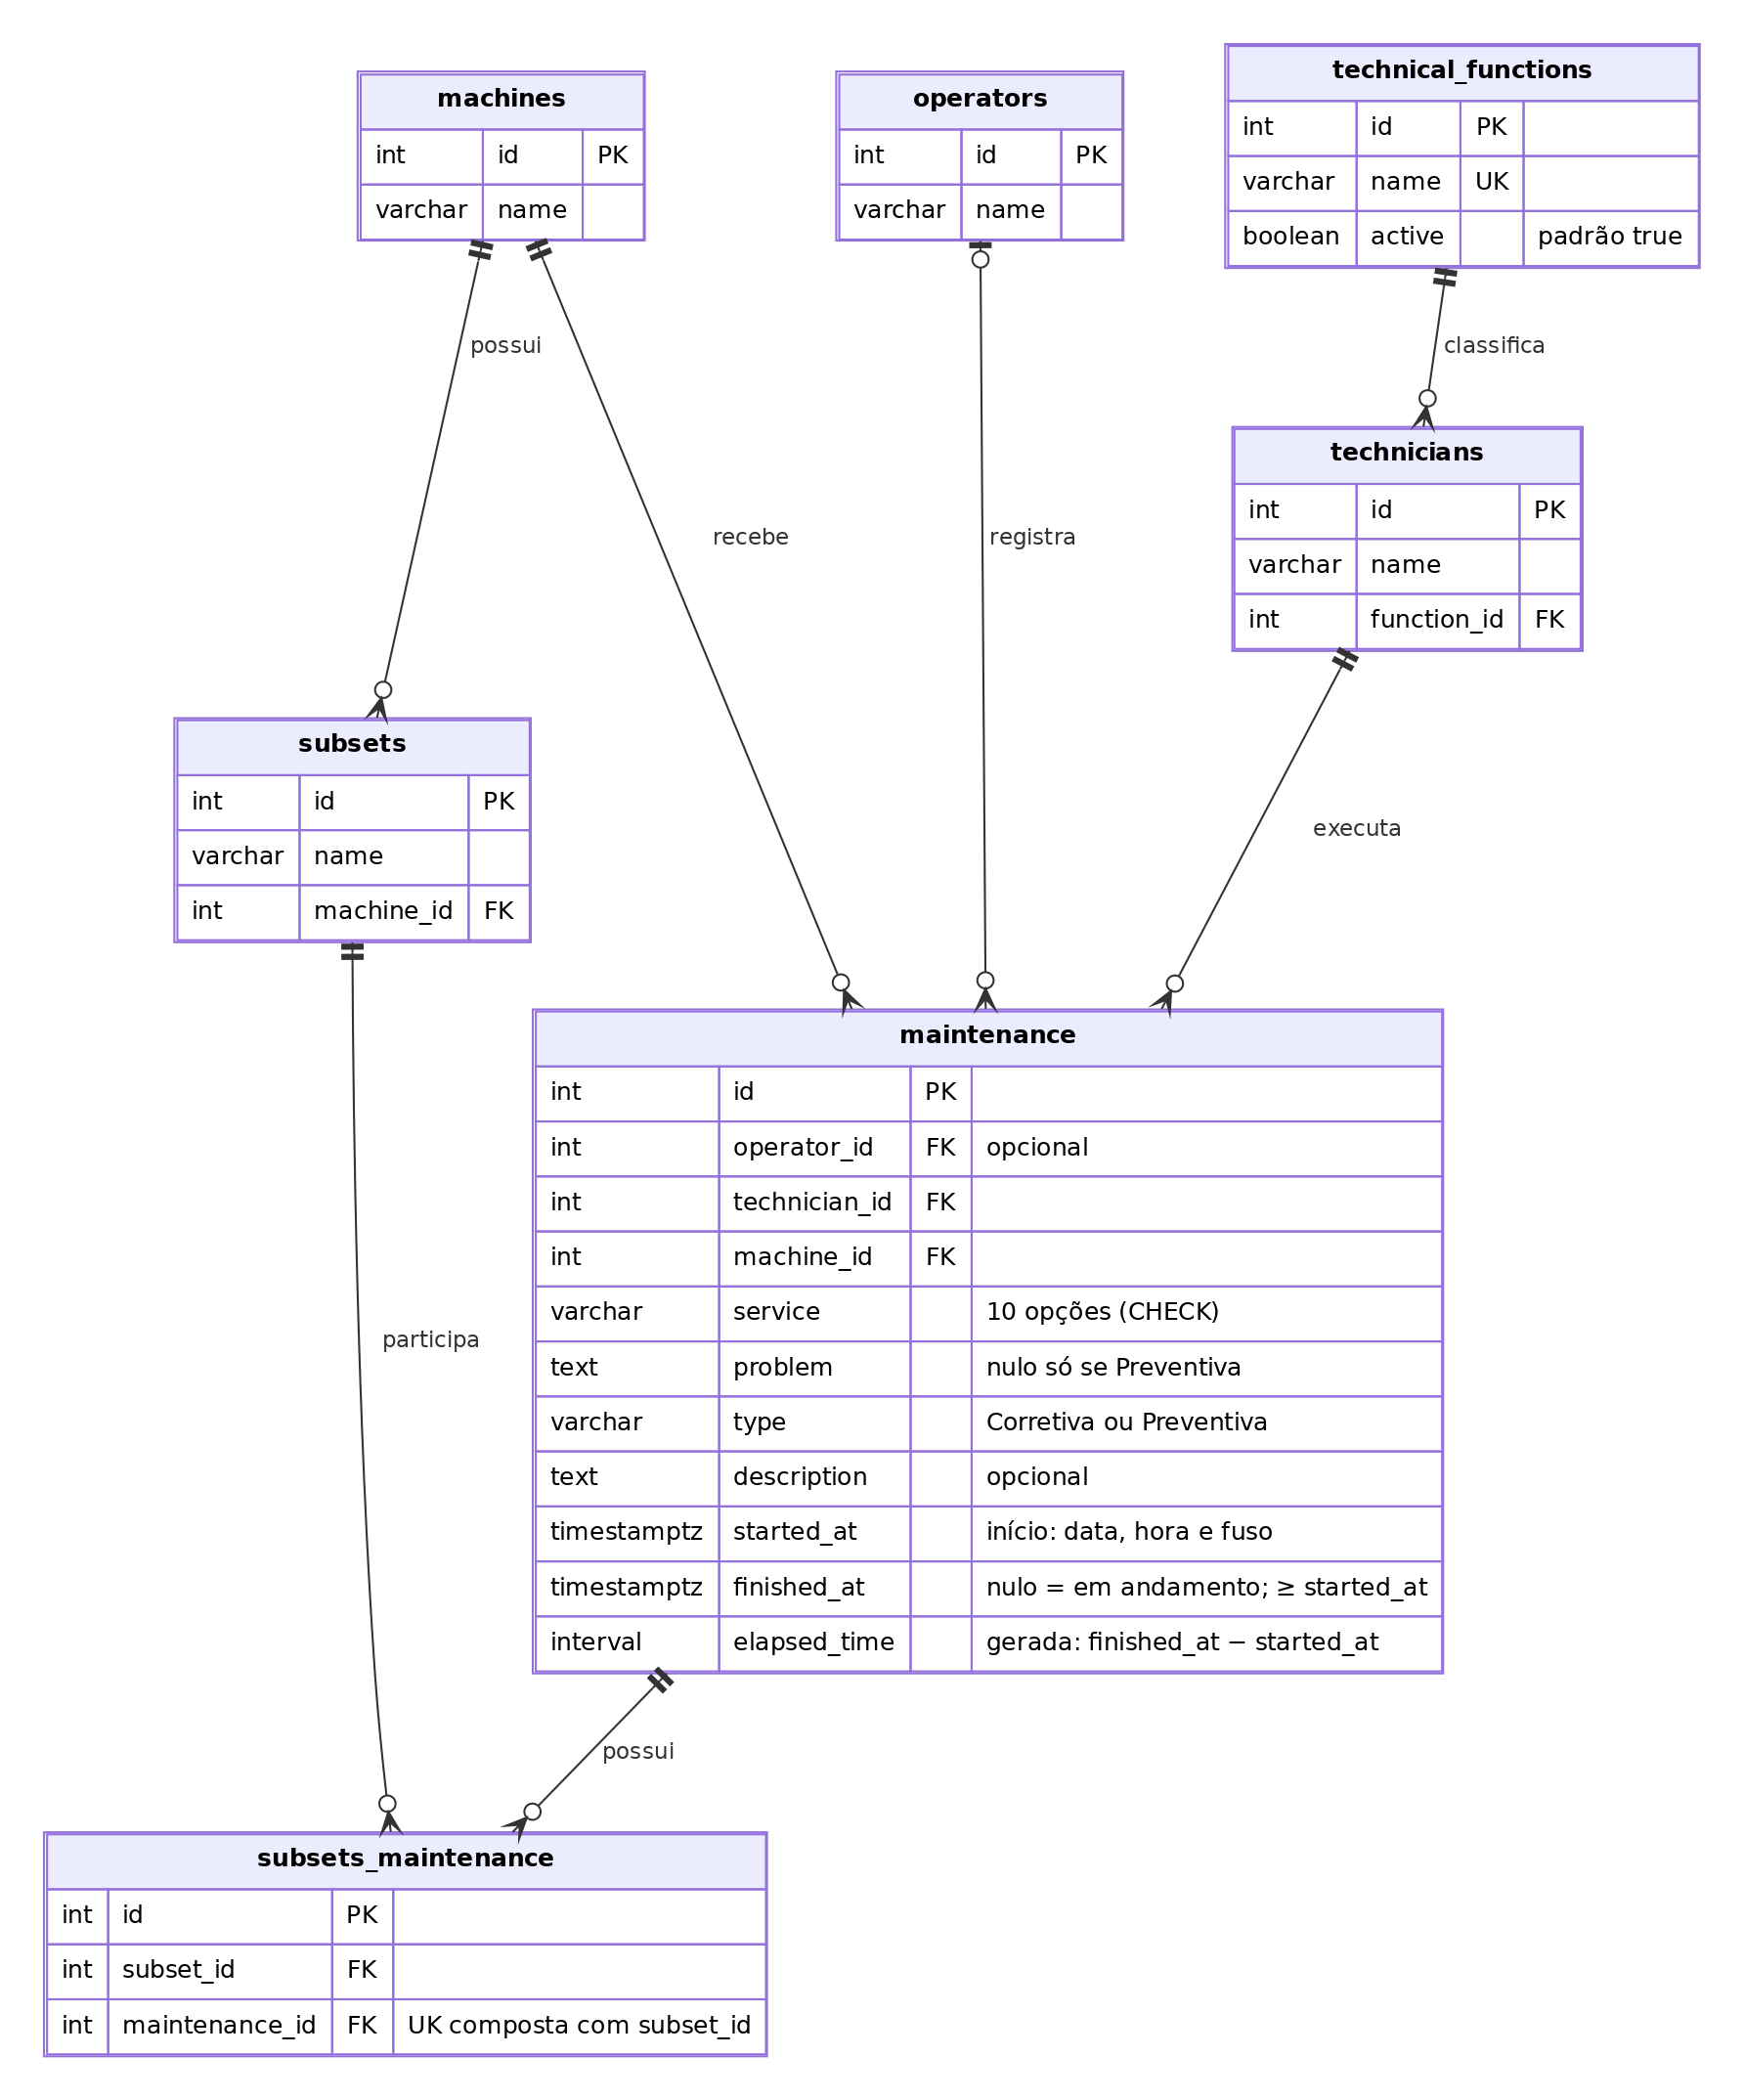 machines
int id PK
varchar name
operators
int id PK
varchar name
technical_functions
int id PK
varchar name UK
boolean active padrão true
possui
classifica
recebe
registra
technicians
int id PK
varchar name
int function_id FK
subsets
int id PK
varchar name
int machine_id FK
executa
maintenance
int id PK
int operator_id FK opcional
int technician_id FK
int machine_id FK
varchar service 10 opções (CHECK)
text problem nulo só se Preventiva
varchar type Corretiva ou Preventiva
text description opcional
timestamptz started_at início: data, hora e fuso
timestamptz finished_at nulo = em andamento; ≥ started_at
interval elapsed_time gerada: finished_at − started_at
participa
possui
subsets_maintenance
int id PK
int subset_id FK
int maintenance_id FK UK composta com subset_id